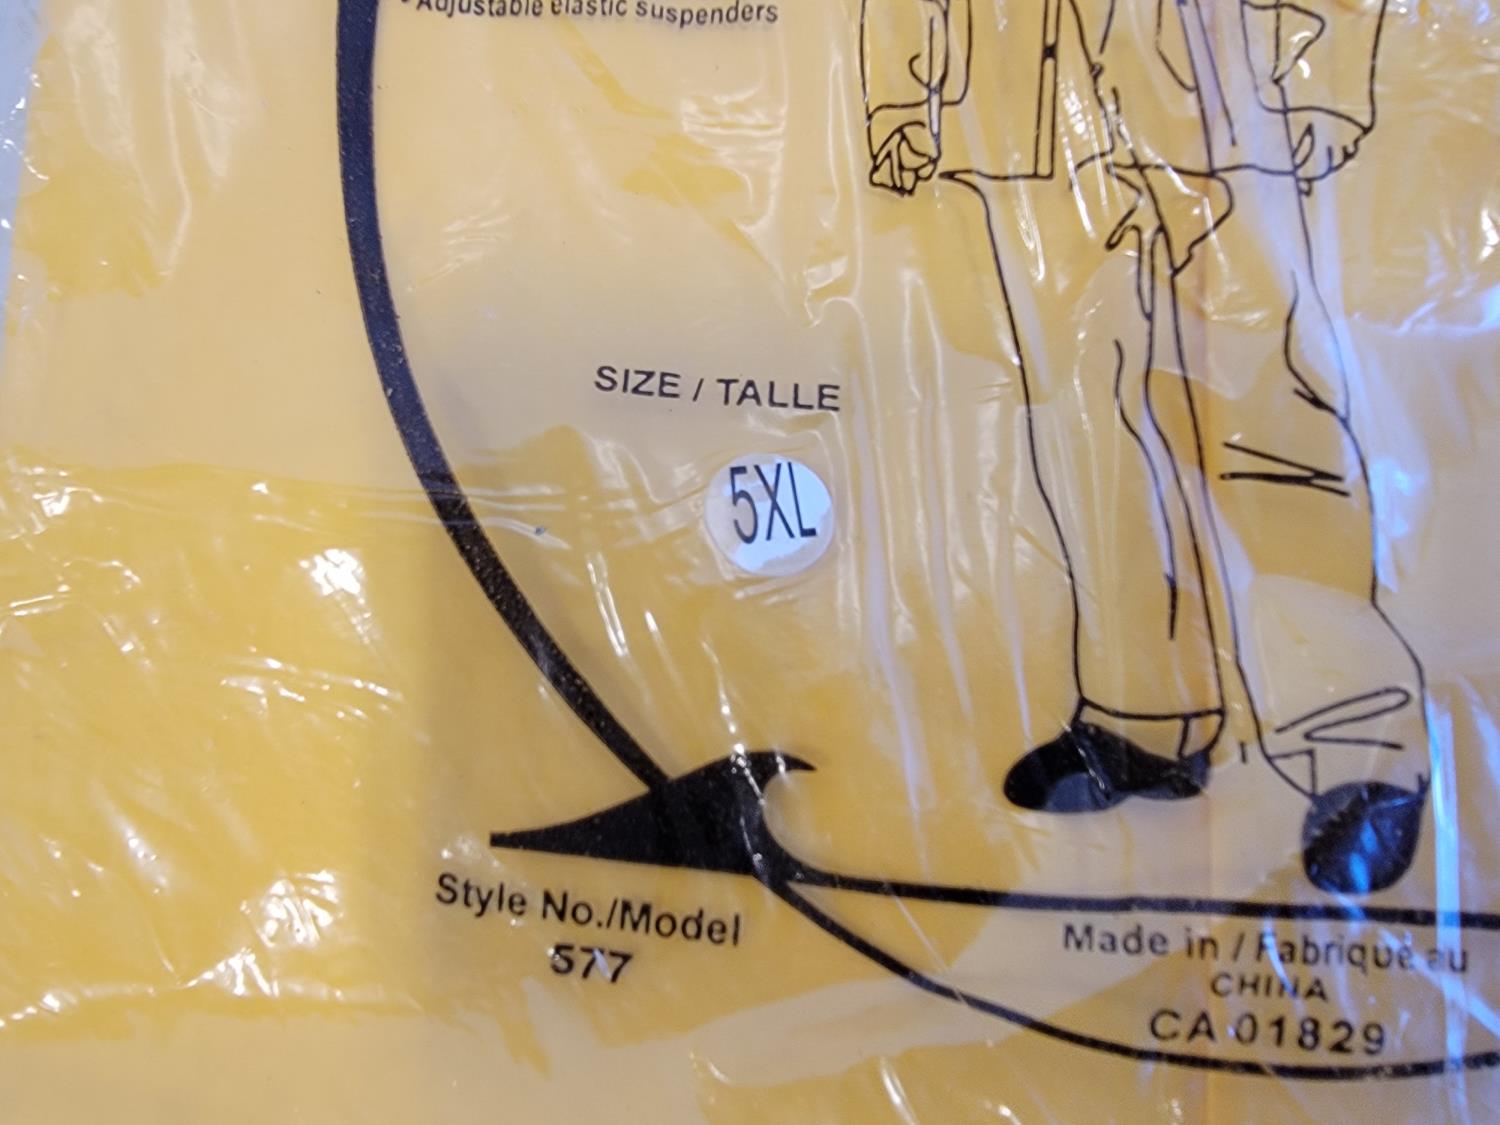 - Adjustable elastic suspenders
SIZE / TALLE
5XL
Style No./Model
577
Made in / Fabriqué au
CHINA
CA 01829